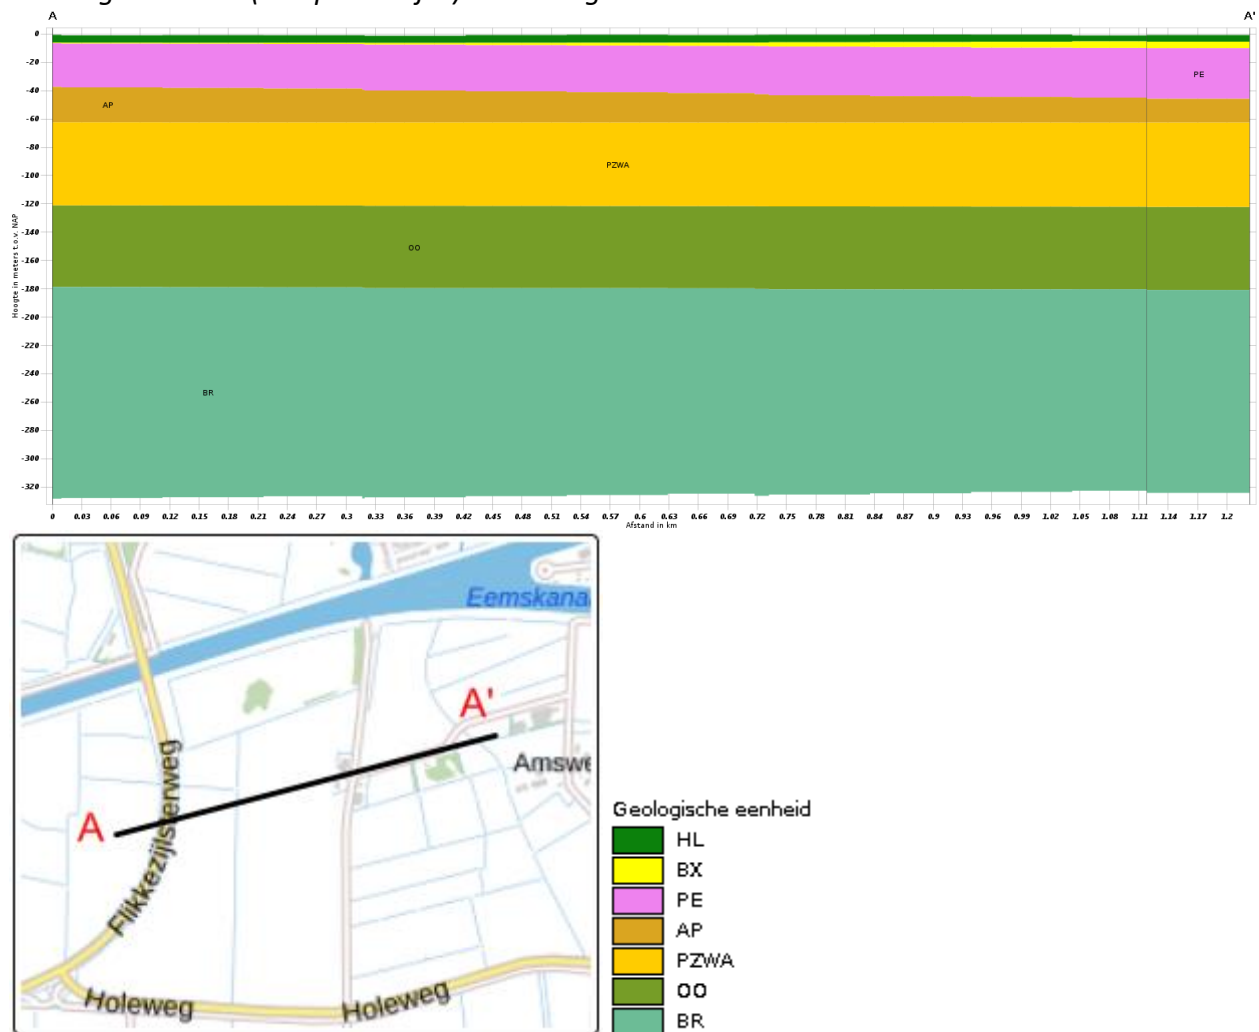 A A'
0
-20
PE
-40
AP
-60
-80
PZWA
-100
-120
-140
OO
-160
-180
-200
-220
-240
BR
-260
-280
-300
-320
Hoogte in meters t.o.v. NAP
0 0.03 0.06 0.09 0.12 0.15 0.18 0.21 0.24 0.27 0.3 0.33 0.36 0.39 0.42 0.45 0.48 0.51 0.54 0.57 0.6 0.63 0.66 0.69 0.72 0.75 0.78 0.81 0.84 0.87 0.9 0.93 0.96 0.99 1.02 1.05 1.08 1.11 1.14 1.17 1.2
Afstand in km
Eemskana
A'
Amswe
A
Flikkezijlsterweg
Holeweg
Holeweg
Geologische eenheid
HL
BX
PE
AP
PZWA
OO
BR